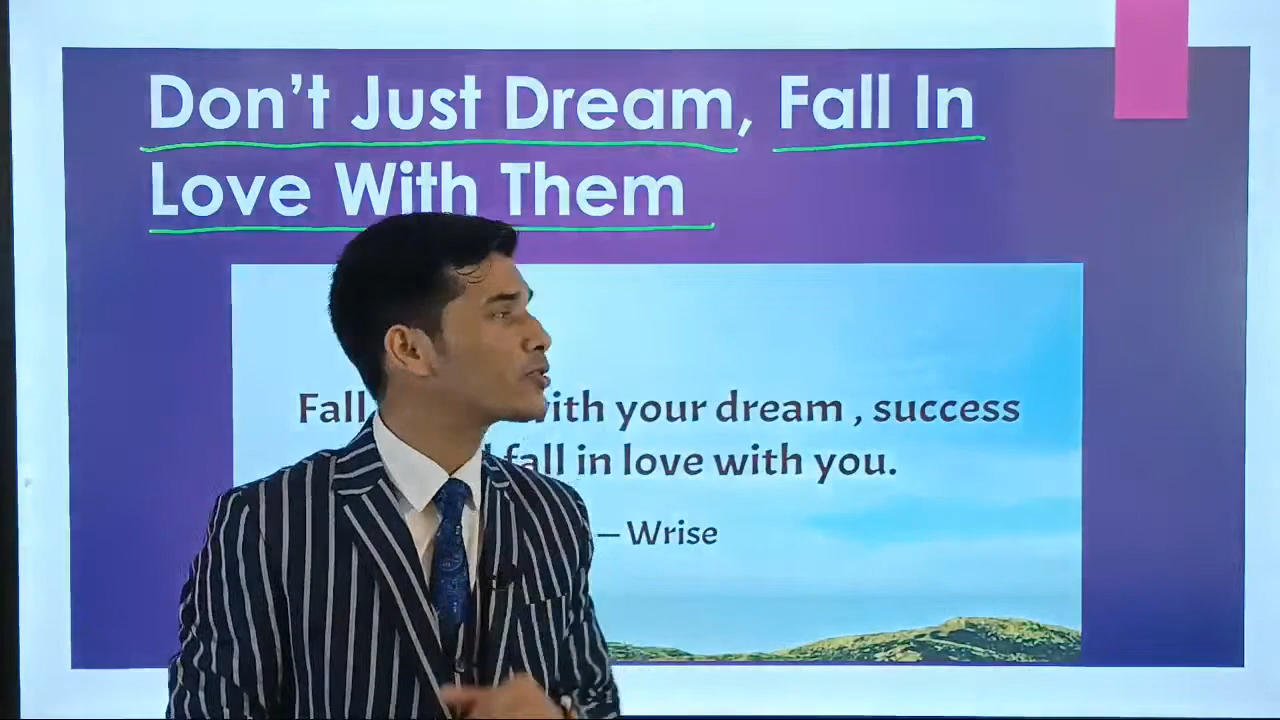 Don't Just Dream, Fall In
Love With Them
Fall with your dream , success
fall in love with you.
– Wrise